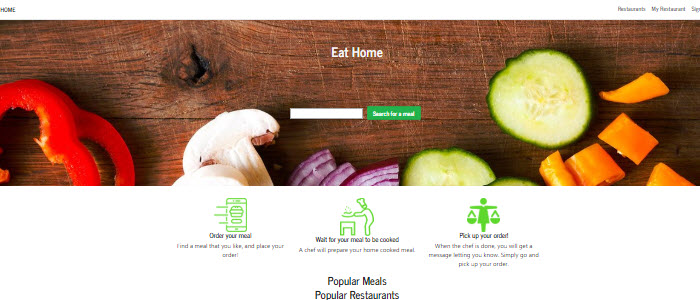 HOME
Restaurants My Restaurant Sign
Eat Home
Search for a meal
Order your meal
Find a meal that you like, and place your
order!
Wait for your meal to be cooked
A chef will prepare your home cooked meal.
Pick up your order!
When the chef is done, you will get a
message letting you know. Simply go and
pick up your order.
Popular Meals
Popular Restaurants